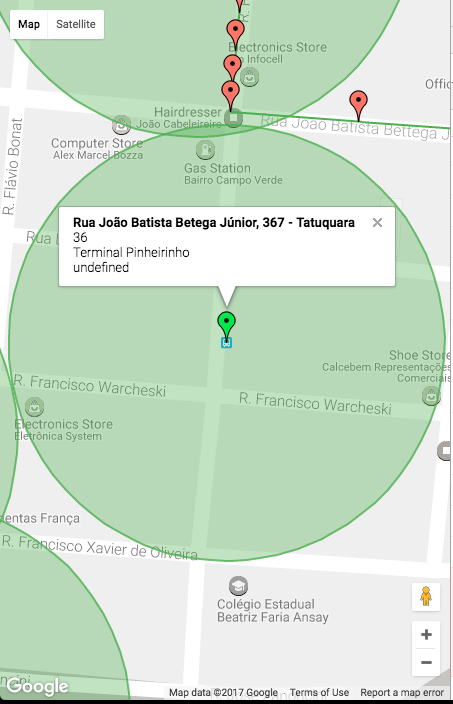 Map
Satellite
R. F
Electronics Store
Infocell
Offic
Hairdresser
João Cabeleireiro
Rua João Batista Bettega J
Computer Store
Alex Marcel Bozza
R. Flávio Bonat
Gas Station
Bairro Campo Verde
Rua João Batista Betega Júnior, 367 - Tatuquara
×
36
Terminal Pinheirinho
undefined
Rua
Shoe Store
Calcebem Representações
Comerciais
R. Francisco Warcheski
R. Francisco Warcheski
Electronics Store
Eletrônica System
mentas França
R. Francisco Xavier de Oliveira
Colégio Estadual
Beatriz Faria Ansay
+
−
Google
Map data ©2017 Google
Terms of Use
Report a map error